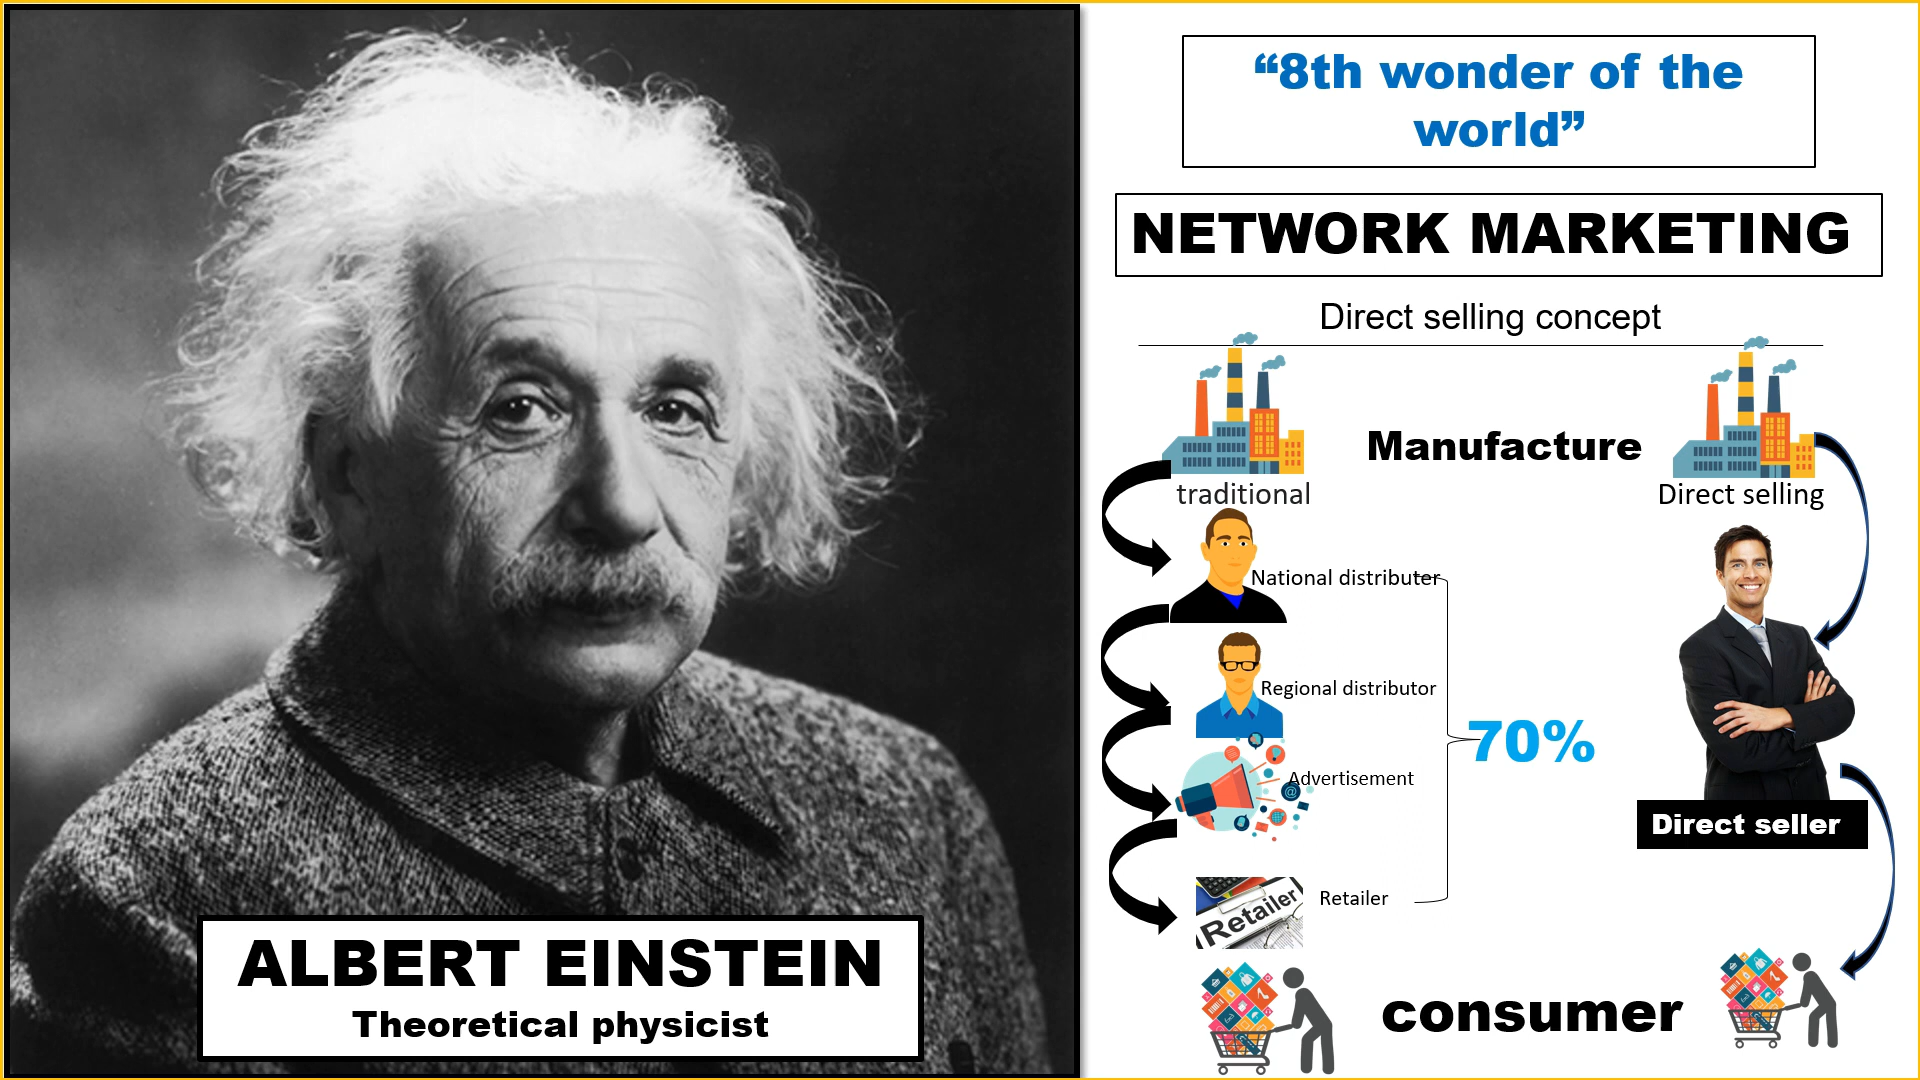 “8th wonder of the
world”
NETWORK MARKETING
Direct selling concept
Manufacture
traditional
Direct selling
National distributer
Regional distributor
70%
Advertisement
Direct seller
Retailer
Retailer
consumer
ALBERT EINSTEIN
Theoretical physicist